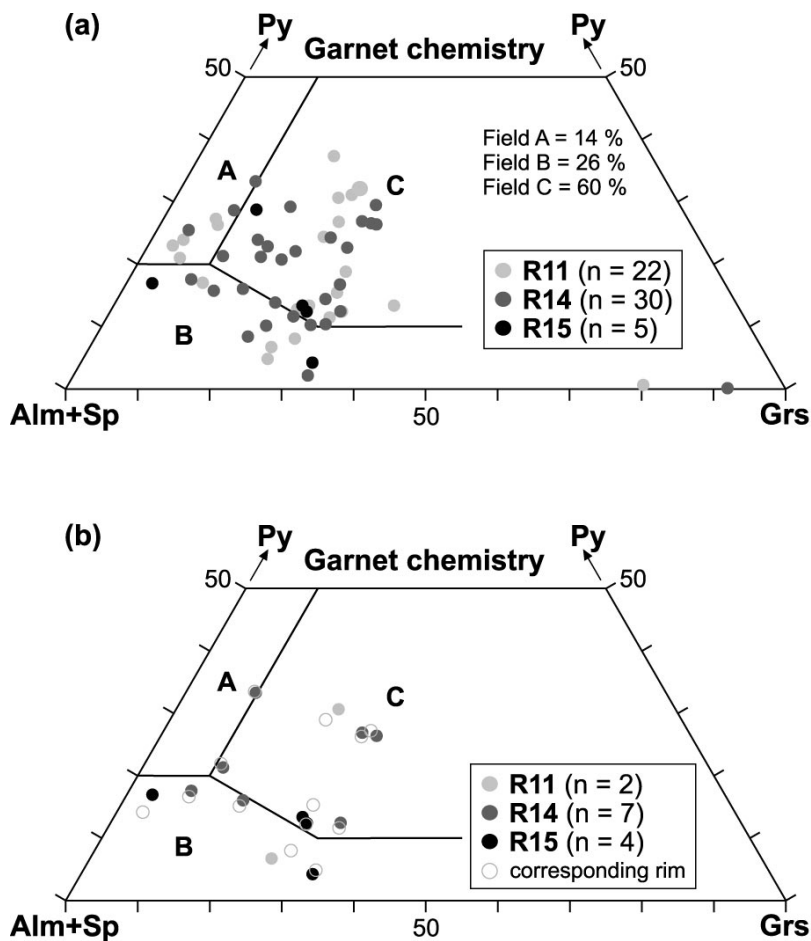 (a)
Py
Py
Garnet chemistry
50
50
Field A = 14 %
Field B = 26 %
Field C = 60 %
A
C
R11 (n = 22)
R14 (n = 30)
R15 (n = 5)
B
Alm+Sp
50
Grs
(b)
Py
Py
Garnet chemistry
50
50
A
C
R11 (n = 2)
R14 (n = 7)
R15 (n = 4)
corresponding rim
B
Alm+Sp
50
Grs